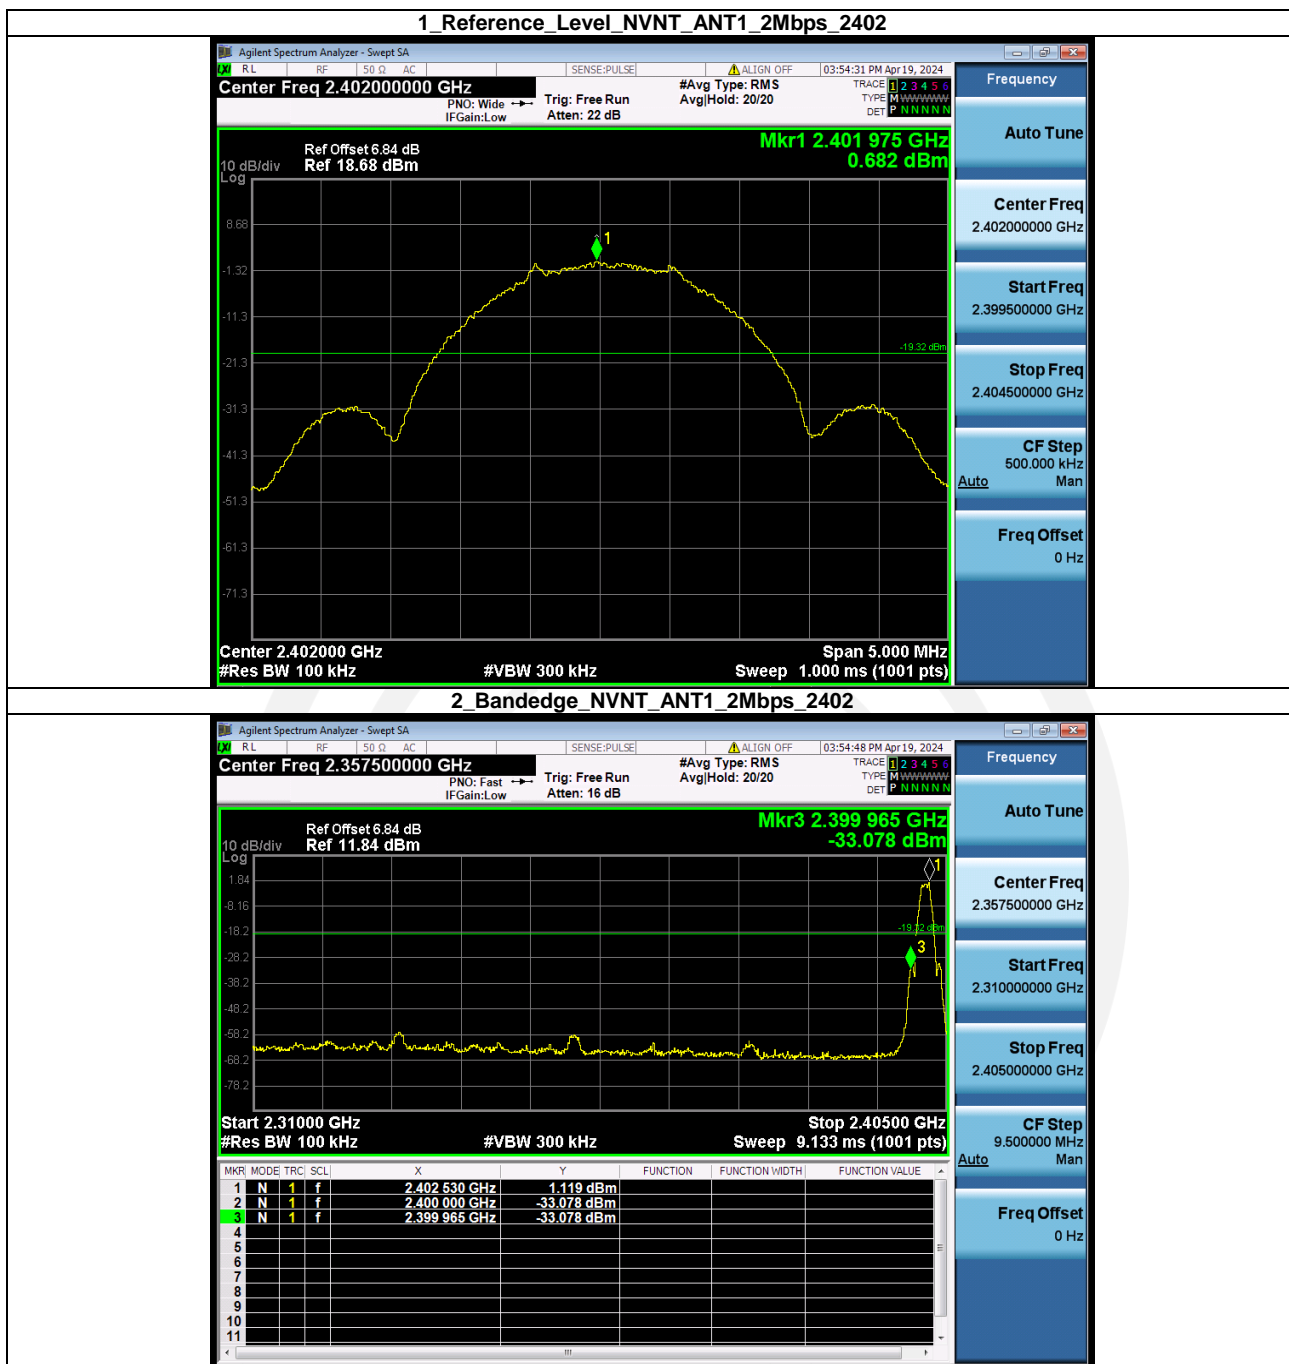 1_Reference_Level_NVNT_ANT1_2Mbps_2402
Agilent Spectrum Analyzer - Swept SA
LXI RL RF 50 Ω AC SENSE:PULSE ALIGN OFF 03:54:31 PM Apr 19, 2024
Center Freq 2.402000000 GHz
PNO: Wide
IFGain:Low
Trig: Free Run
Atten: 22 dB
#Avg Type: RMS
Avg|Hold: 20/20
TRACE 1 2 3 4 5 6
TYPE M WWWWW
DET P N N N N N
Mkr1 2.401 975 GHz
0.682 dBm
Ref Offset 6.84 dB
Ref 18.68 dBm
10 dB/div
Log
8.68
-1.32
-11.3
-21.3
-31.3
-41.3
-51.3
-61.3
-71.3
1
-19.32 dBm
Center 2.402000 GHz
Span 5.000 MHz
#Res BW 100 kHz
#VBW 300 kHz
Sweep 1.000 ms (1001 pts)
Frequency
Auto Tune
Center Freq
2.402000000 GHz
Start Freq
2.399500000 GHz
Stop Freq
2.404500000 GHz
CF Step
500.000 kHz
Auto Man
Freq Offset
0 Hz
2_Bandedge_NVNT_ANT1_2Mbps_2402
Agilent Spectrum Analyzer - Swept SA
LXI RL RF 50 Ω AC SENSE:PULSE ALIGN OFF 03:54:48 PM Apr 19, 2024
Center Freq 2.357500000 GHz
PNO: Fast
IFGain:Low
Trig: Free Run
Atten: 16 dB
#Avg Type: RMS
Avg|Hold: 20/20
TRACE 1 2 3 4 5 6
TYPE M WWWWW
DET P N N N N N
Mkr3 2.399 965 GHz
-33.078 dBm
Ref Offset 6.84 dB
Ref 11.84 dBm
10 dB/div
Log
1.84
-8.16
-18.2
-28.2
-38.2
-48.2
-58.2
-68.2
-78.2
1
-19.32 dBm
3
Start 2.31000 GHz
Stop 2.40500 GHz
#Res BW 100 kHz
#VBW 300 kHz
Sweep 9.133 ms (1001 pts)
MKR MODE TRC SCL X Y FUNCTION FUNCTION WIDTH FUNCTION VALUE
1 N 1 f 2.402 530 GHz 1.119 dBm
2 N 1 f 2.400 000 GHz -33.078 dBm
3 N 1 f 2.399 965 GHz -33.078 dBm
4
5
6
7
8
9
10
11
Frequency
Auto Tune
Center Freq
2.357500000 GHz
Start Freq
2.310000000 GHz
Stop Freq
2.405000000 GHz
CF Step
9.500000 MHz
Auto Man
Freq Offset
0 Hz